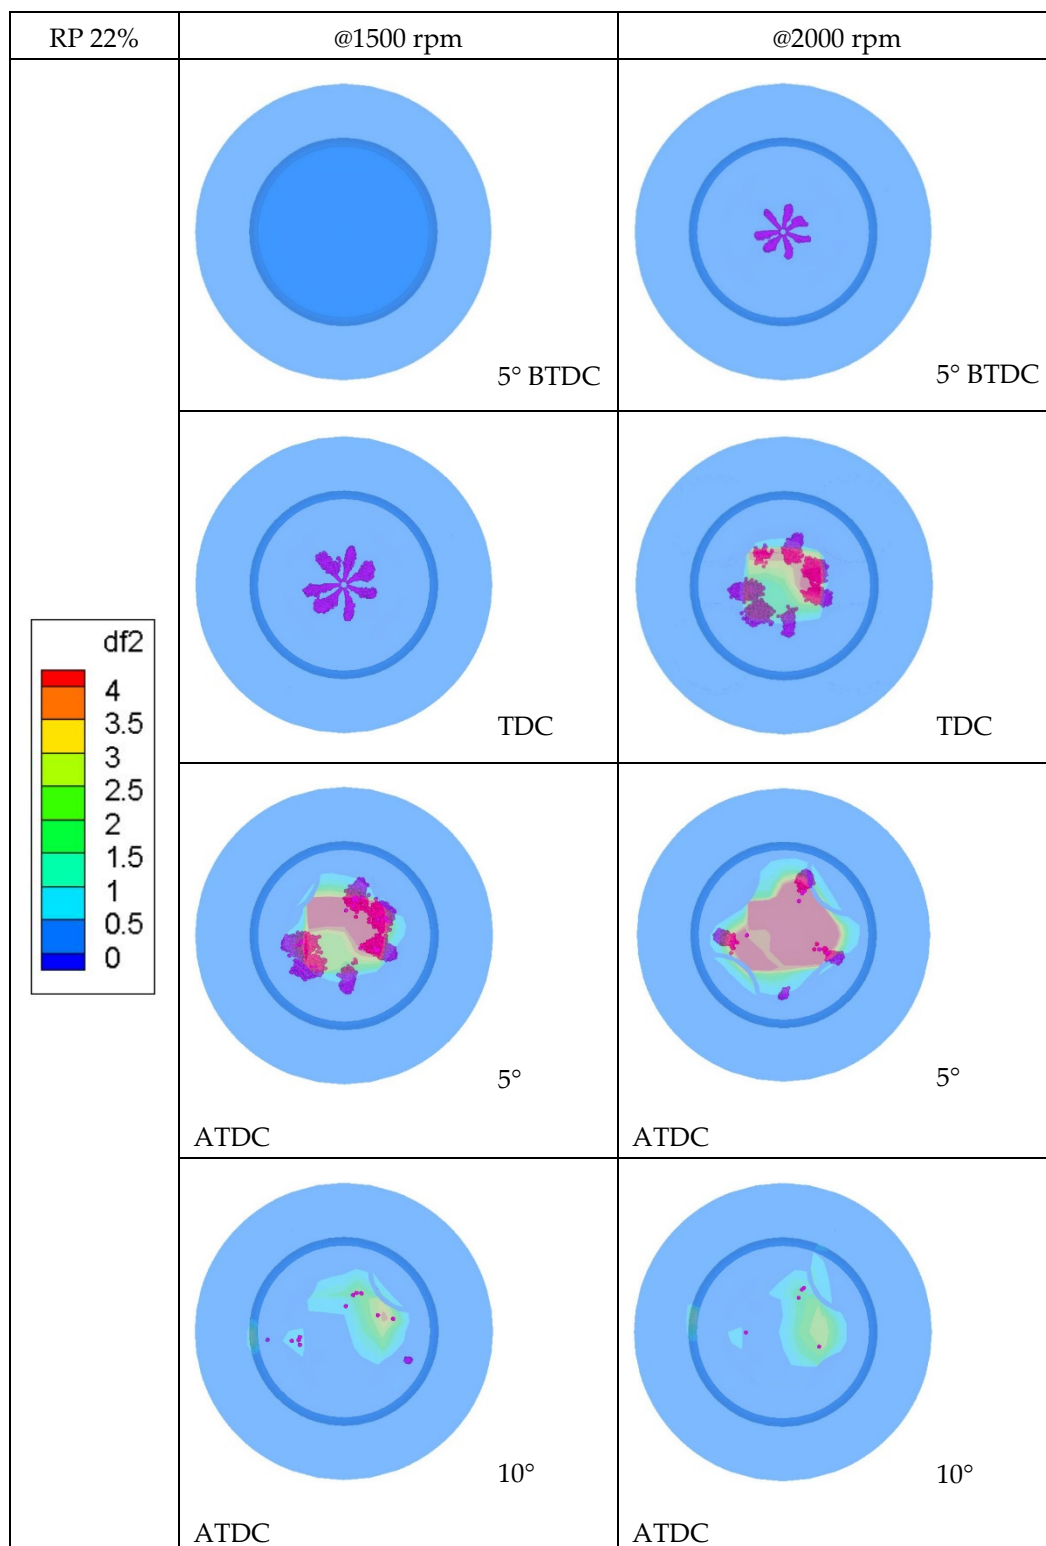 RP 22%
@1500 rpm
@2000 rpm
5° BTDC
5° BTDC
TDC
TDC
df2
4
3.5
3
2.5
2
1.5
1
0.5
0
5°
ATDC
5°
ATDC
10°
ATDC
10°
ATDC